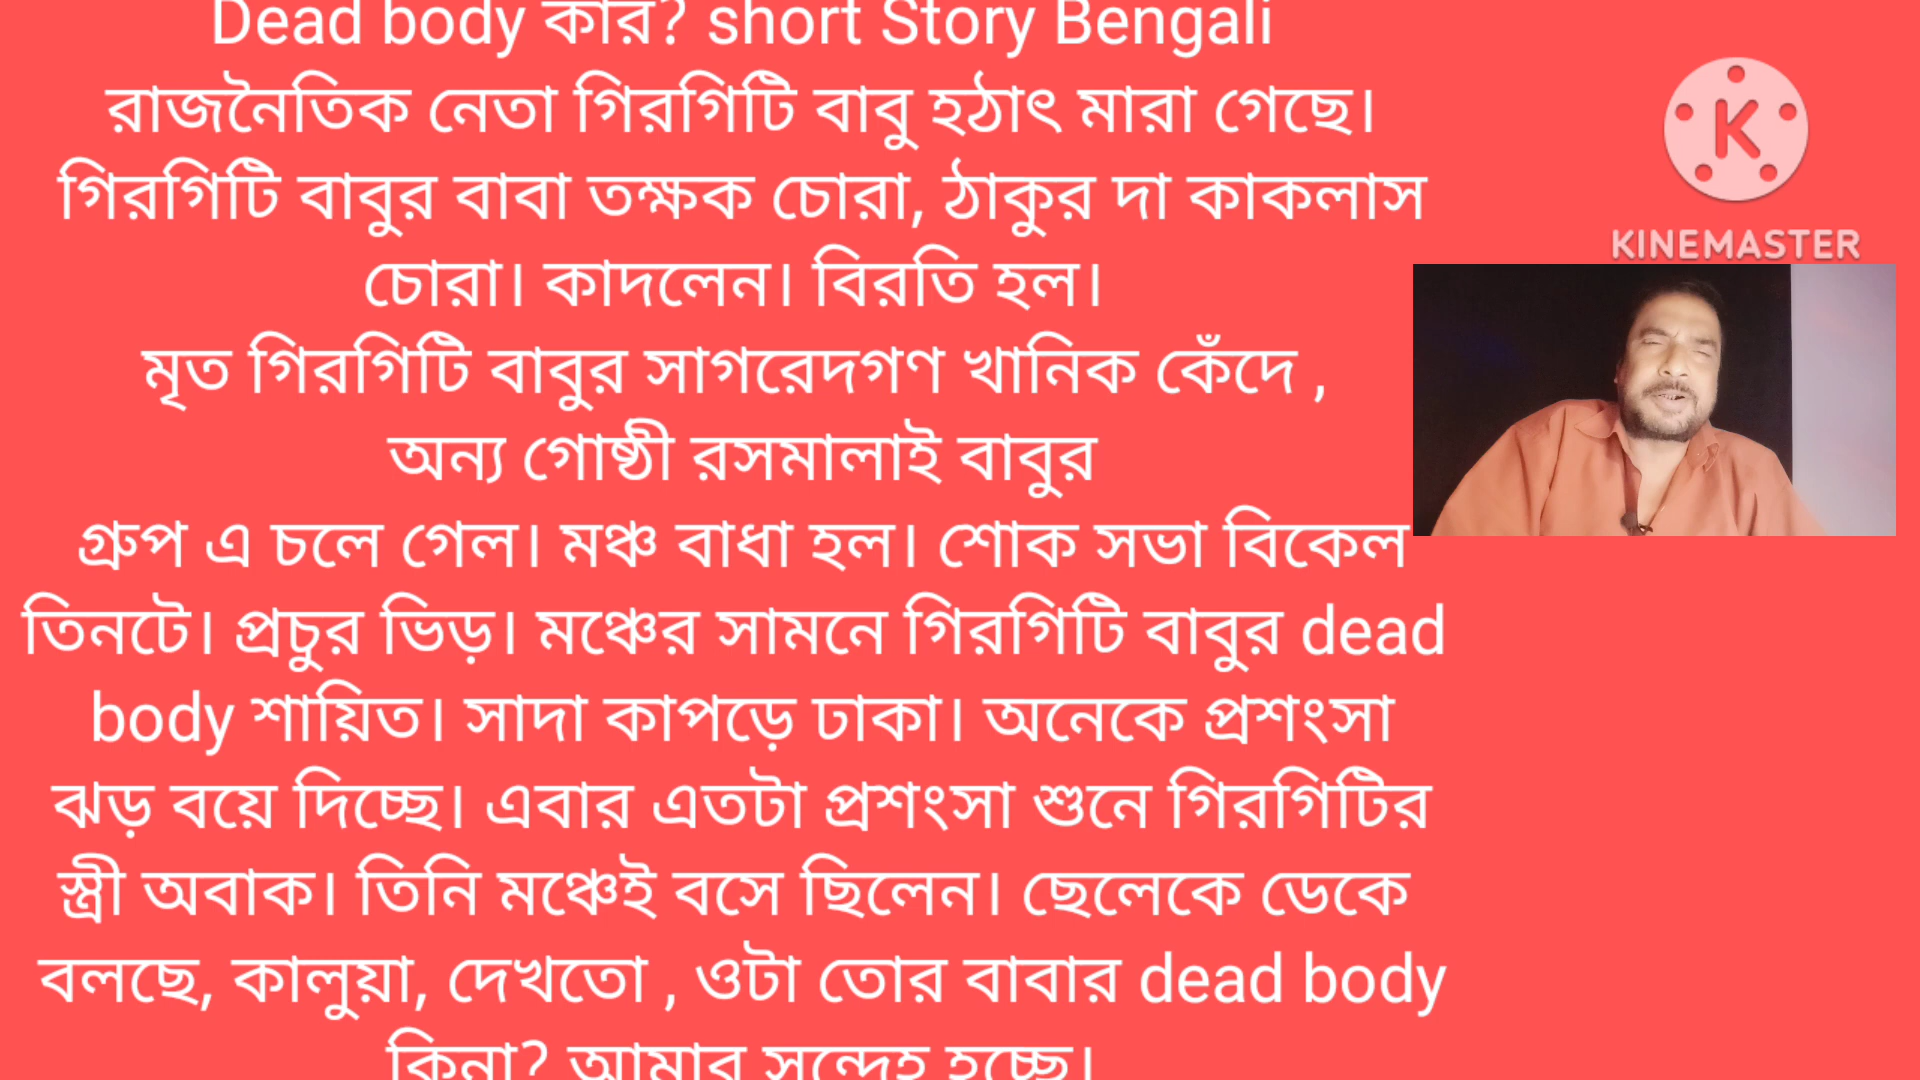 Dead body কার? short Story Bengali
রাজনৈতিক নেতা গিরগিটি বাবু হঠাৎ মারা গেছে।
গিরগিটি বাবুর বাবা তক্ষক চোরা, ঠাকুর দা কাকলাস
চোরা। কাদলেন। বিরতি হল।
মৃত গিরগিটি বাবুর সাগরেদগণ খানিক কেঁদে ,
অন্য গোষ্ঠী রসমালাই বাবুর
গ্রুপ এ চলে গেল। মঞ্চ বাধা হল। শোক সভা বিকেল
তিনটে। প্রচুর ভিড়। মঞ্চের সামনে গিরগিটি বাবুর dead
body শায়িত। সাদা কাপড়ে ঢাকা। অনেকে প্রশংসা
ঝড় বয়ে দিচ্ছে। এবার এতটা প্রশংসা শুনে গিরগিটির
স্ত্রী অবাক। তিনি মঞ্চেই বসে ছিলেন। ছেলেকে ডেকে
বলছে, কালুয়া, দেখতো , ওটা তোর বাবার dead body
কিনা? আমার সন্দেহ হচ্ছে।
K
KINEMASTER